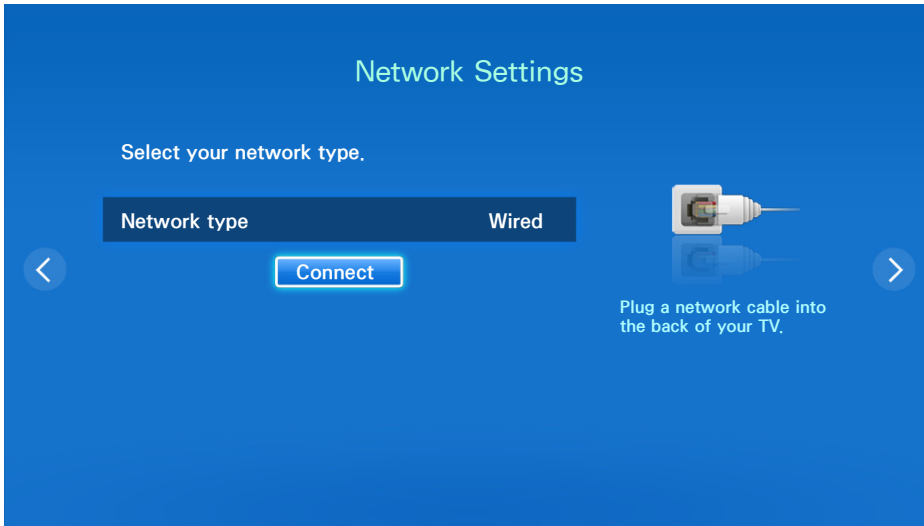 Network Settings
Select your network type.
Network type Wired
Connect
Plug a network cable into
the back of your TV.